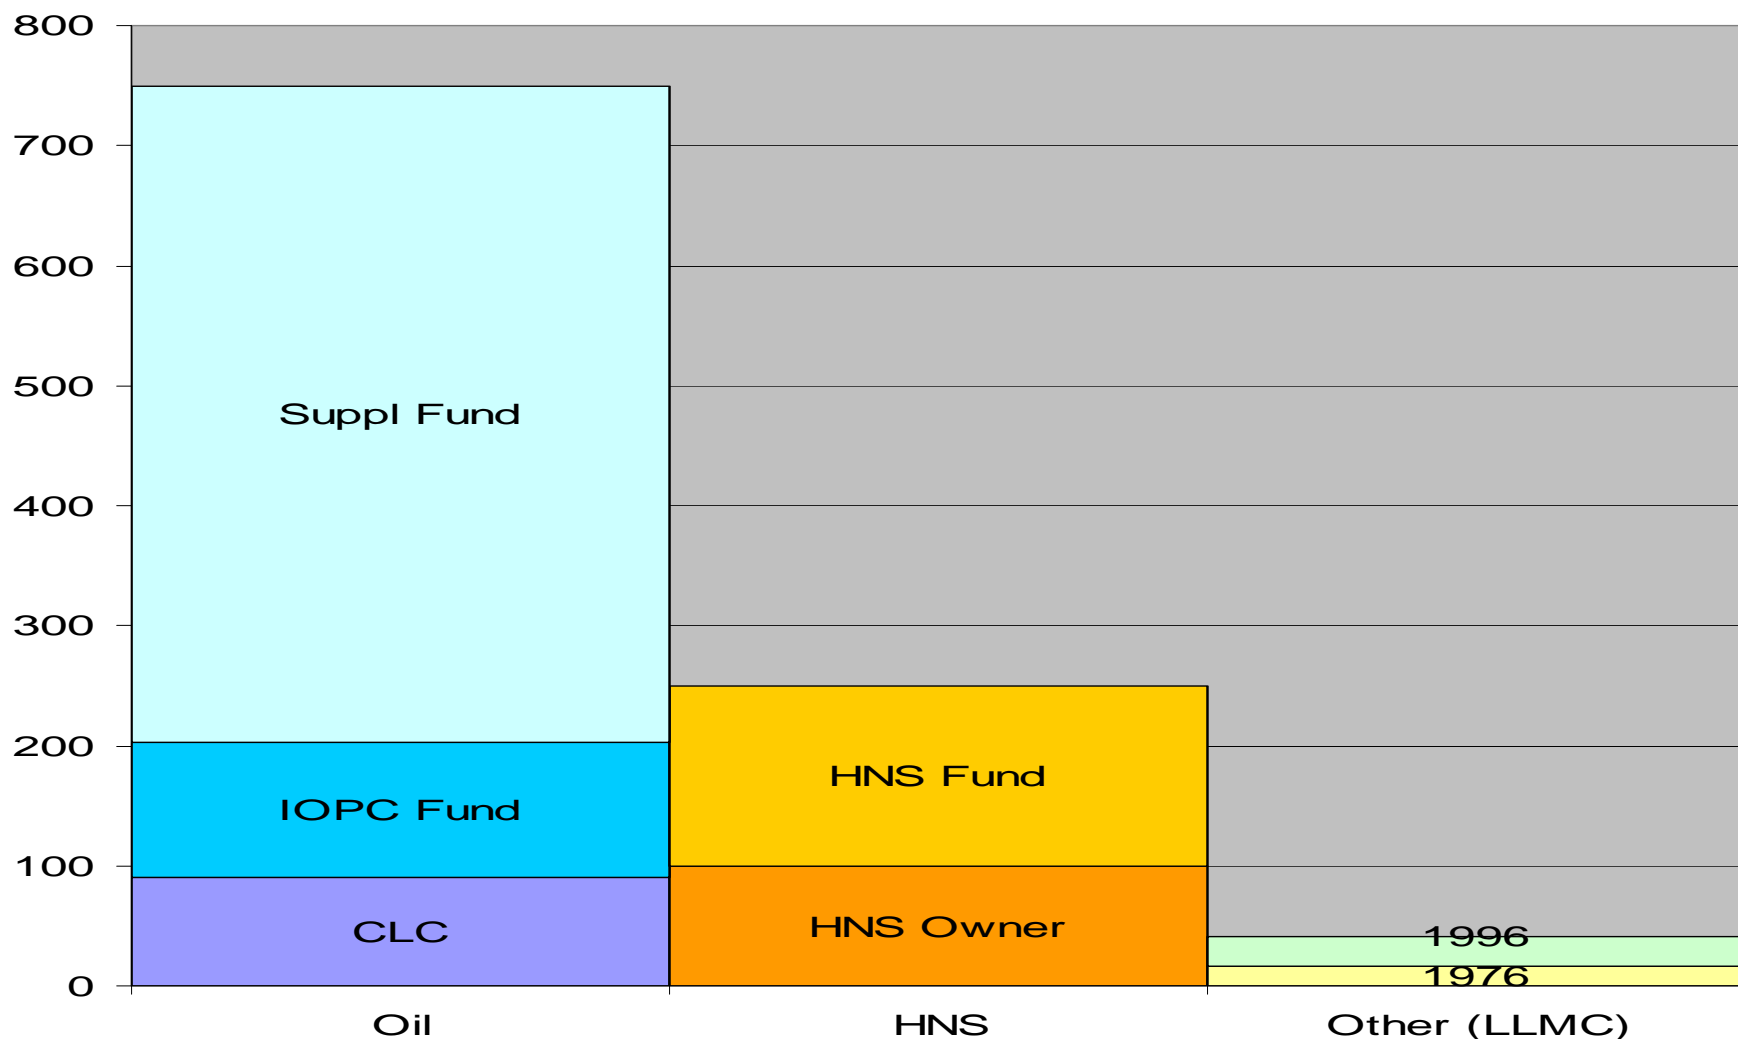 800
700
600
500
400
300
200
100
0
Suppl Fund
IOPC Fund
CLC
HNS Fund
HNS Owner
1996
1976
Oil
HNS
Other (LLMC)